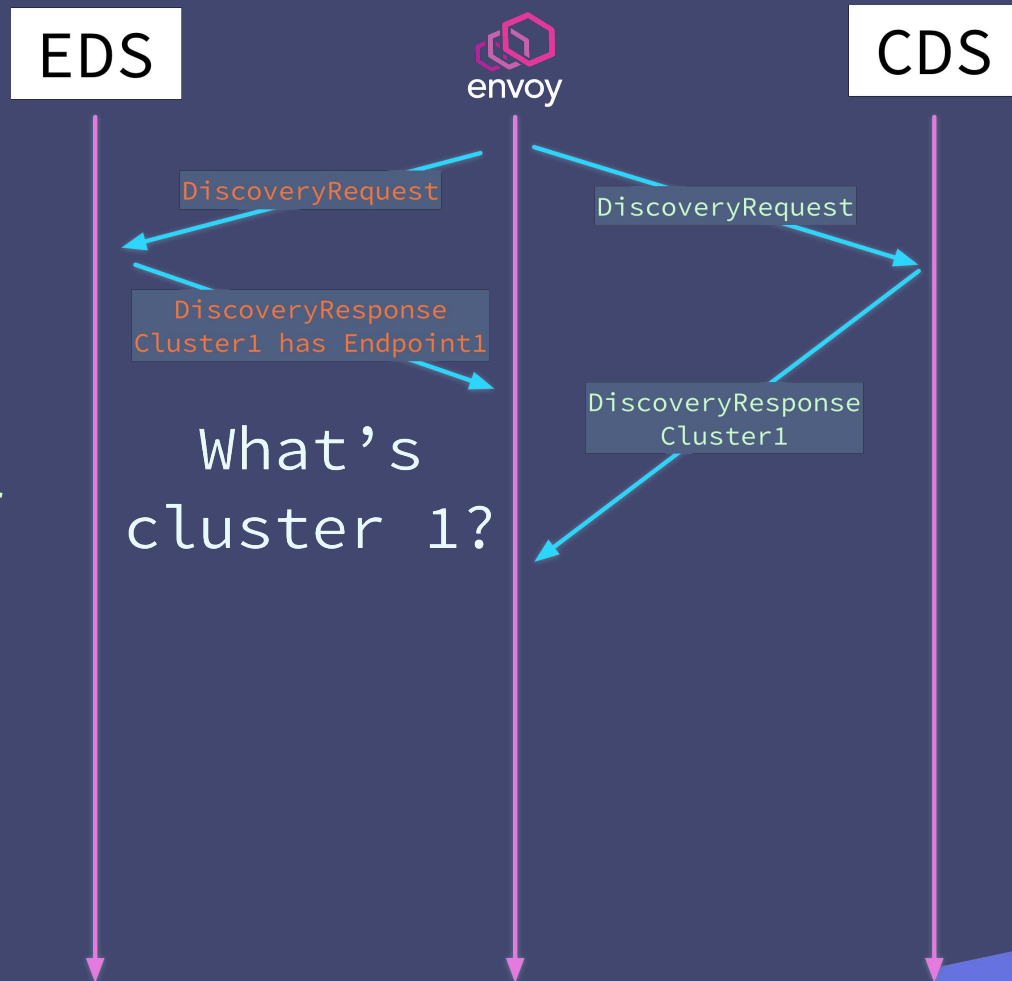 EDS
envoy
CDS
DiscoveryRequest
DiscoveryRequest
DiscoveryResponse
Cluster1 has Endpoint1
DiscoveryResponse
Cluster1
What’s
cluster 1?